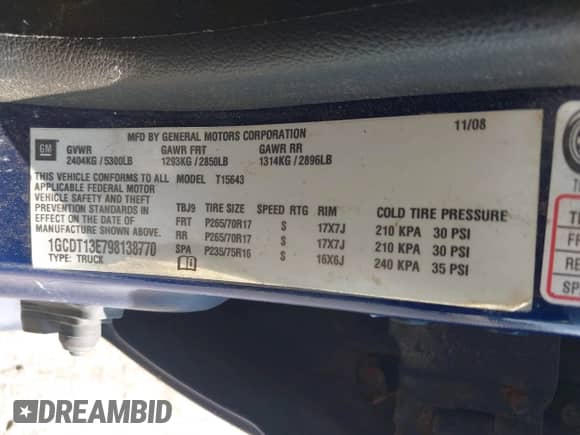 MFD BY GENERAL MOTORS CORPORATION 11/08
GM GVWR GAWR FRT GAWR RR
2404KG / 5300LB 1293KG / 2850LB 1314KG / 2896LB
THIS VEHICLE CONFORMS TO ALL MODEL T15643
APPLICABLE FEDERAL MOTOR
VEHICLE SAFETY AND THEFT
PREVENTION STANDARDS IN TBJ9 TIRE SIZE SPEED RTG RIM COLD TIRE PRESSURE
EFFECT ON THE DATE OF FRT P265/70R17 S 17X7J 210 KPA 30 PSI
MANUFACTURE SHOWN ABOVE. RR P265/70R17 S 17X7J 210 KPA 30 PSI
1GCDT13E798138770 SPA P235/75R16 S 16X6J 240 KPA 35 PSI
TYPE: TRUCK
DREAMBID